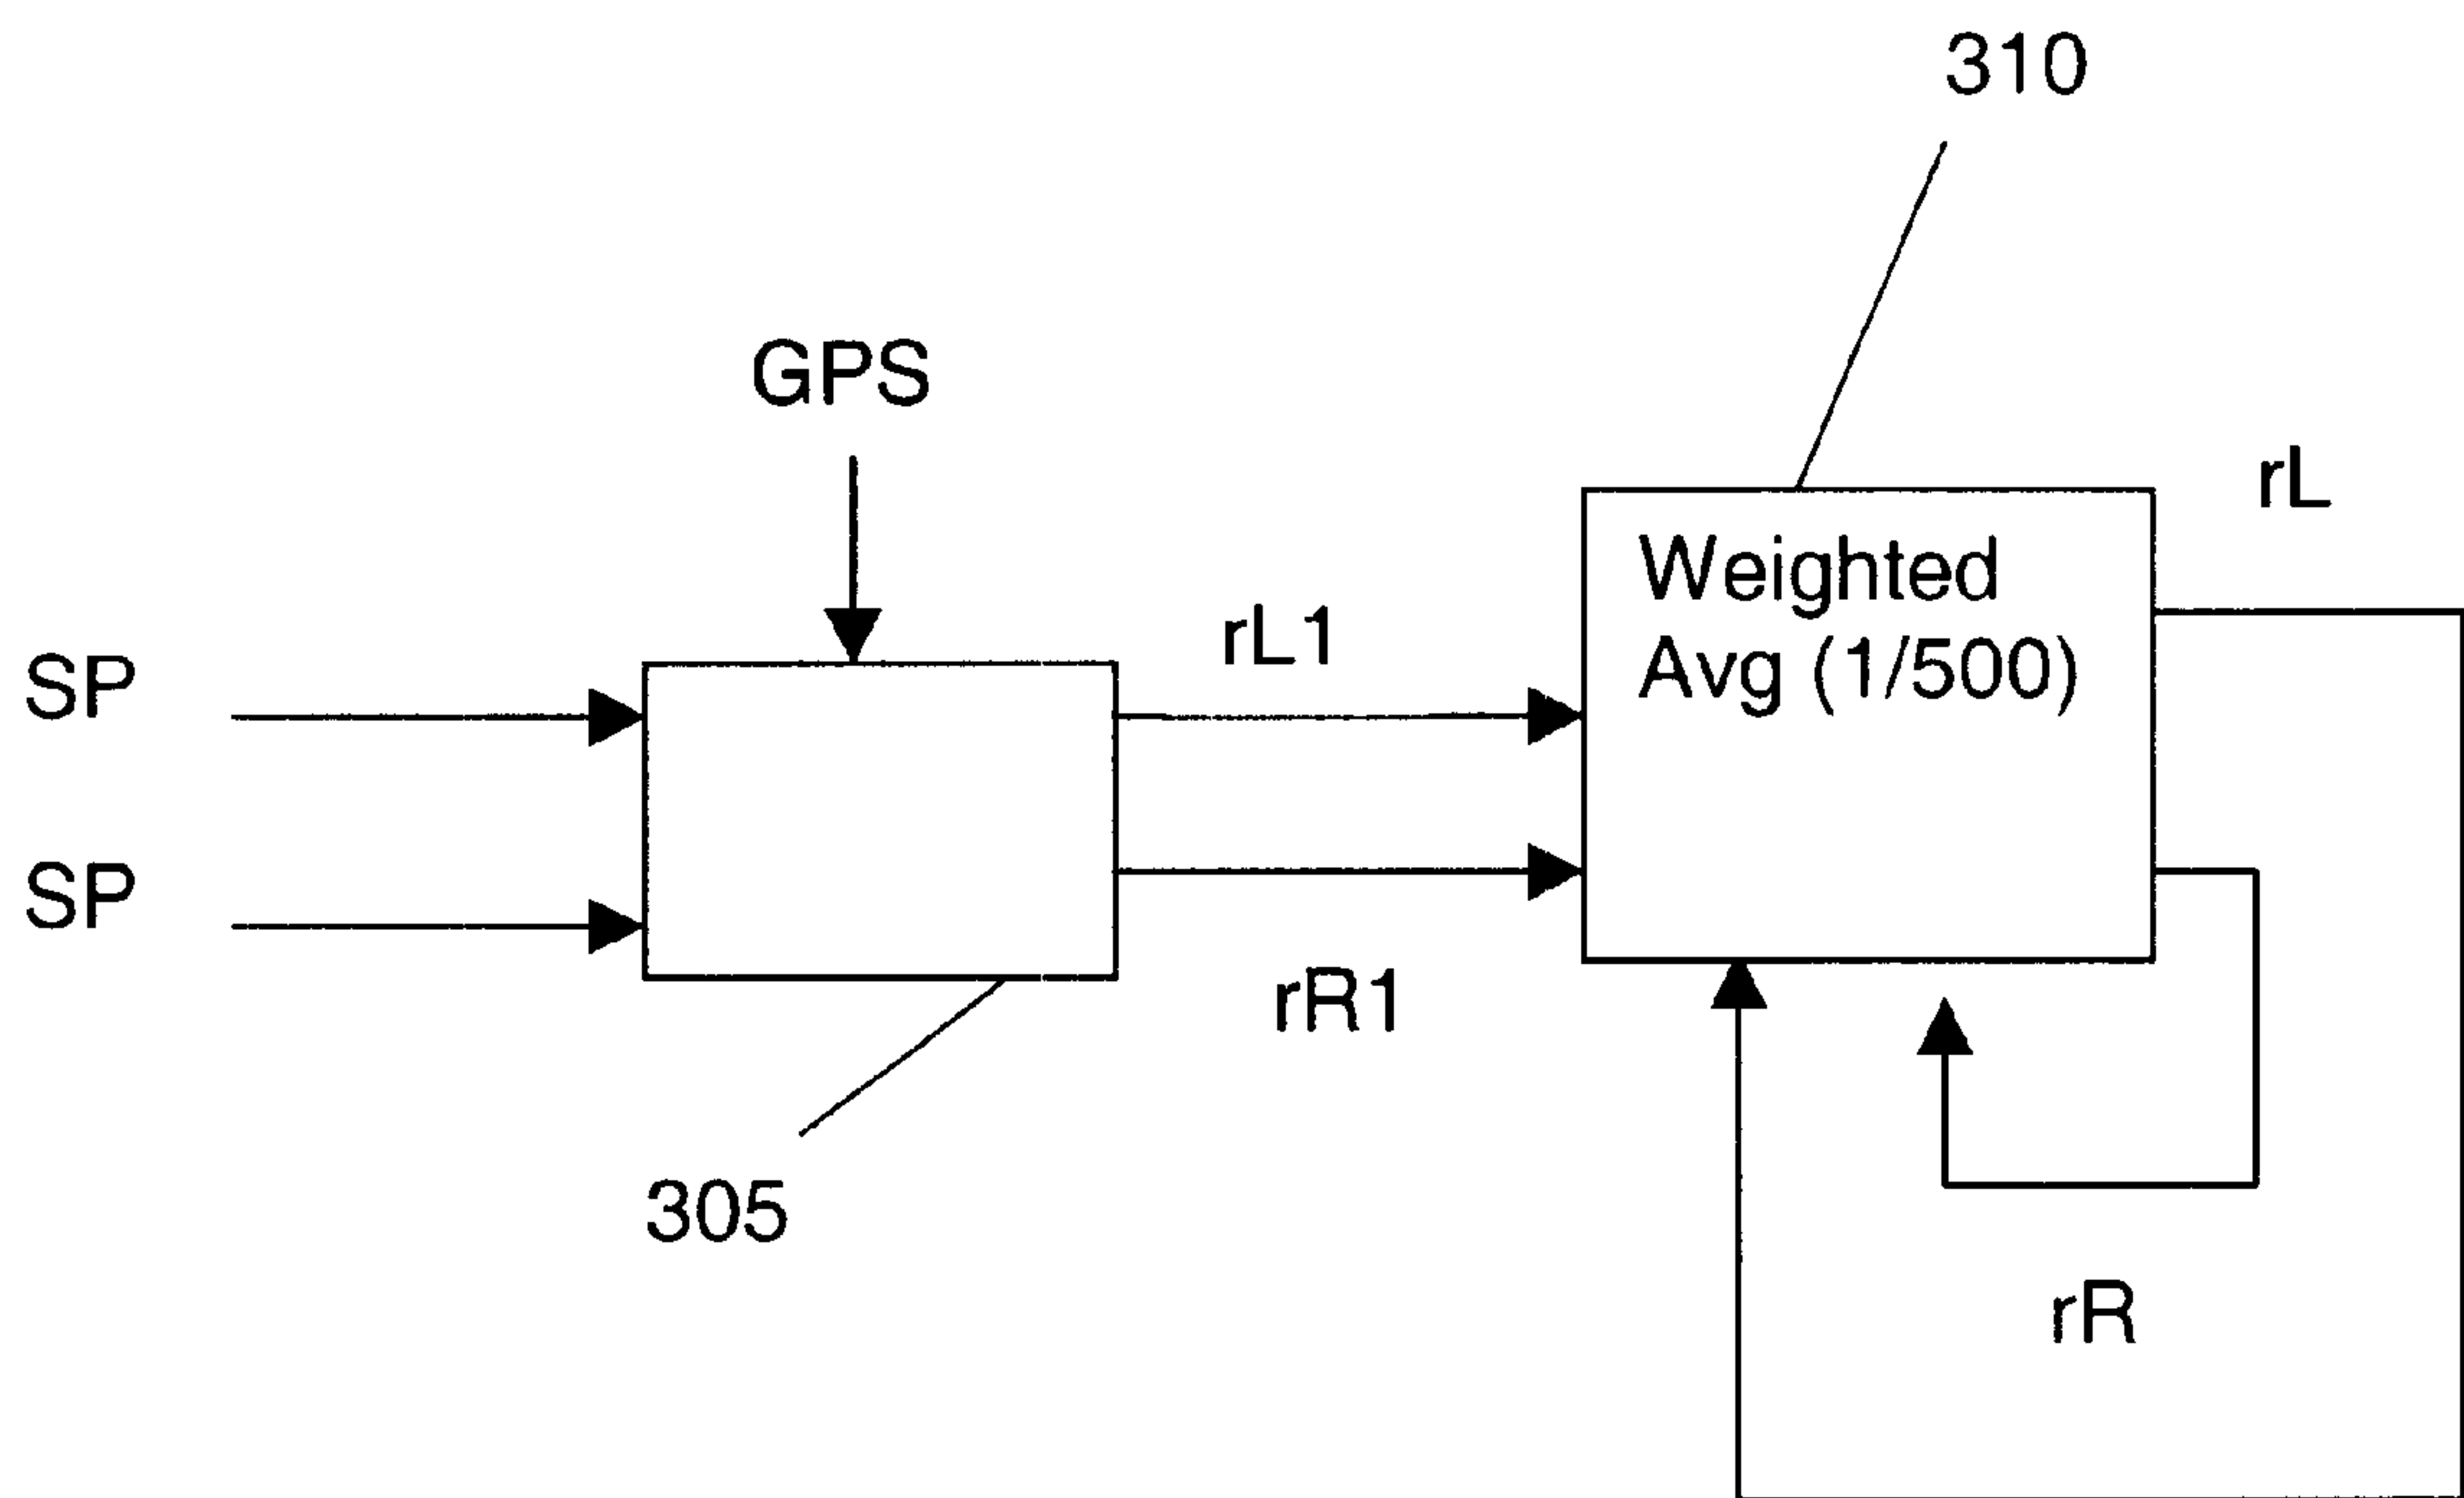 310
GPS
rL
Weighted
Avg (1/500)
rL1
SP
SP
rR1
305
rR